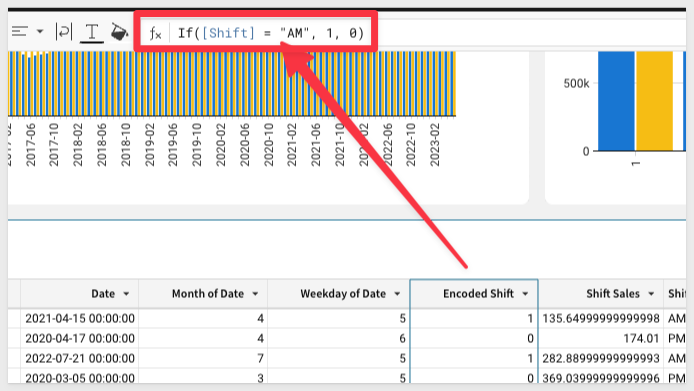 fx If([Shift] = "AM", 1, 0)
2017-06 2017-10 2018-02 2018-06 2018-10 2019-02 2019-06 2019-10 2020-02 2020-06 2020-10 2021-02 2021-06 2021-10 2022-02 2022-06 2022-10 2023-02
500k
0
1
Date Month of Date Weekday of Date Encoded Shift Shift Sales Shi
2021-04-15 00:00:00 4 5 1 135.64999999999998 AM
2020-04-17 00:00:00 4 6 0 174.01 PM
2022-07-21 00:00:00 7 5 1 282.88999999999993 AM
2020-03-05 00:00:00 3 5 0 369.03999999999996 PM